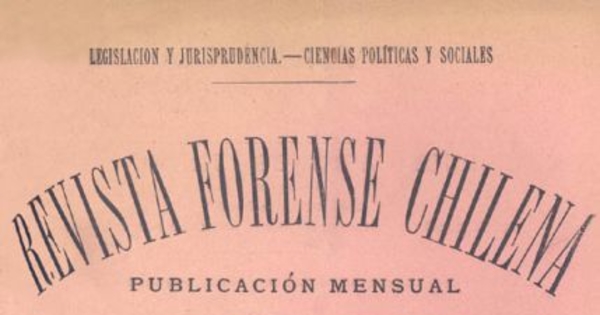 LEGISLACION Y JURISPRUDENCIA.—CIENCIAS POLÍTICAS Y SOCIALES
REVISTA FORENSE CHILENA
PUBLICACIÓN MENSUAL